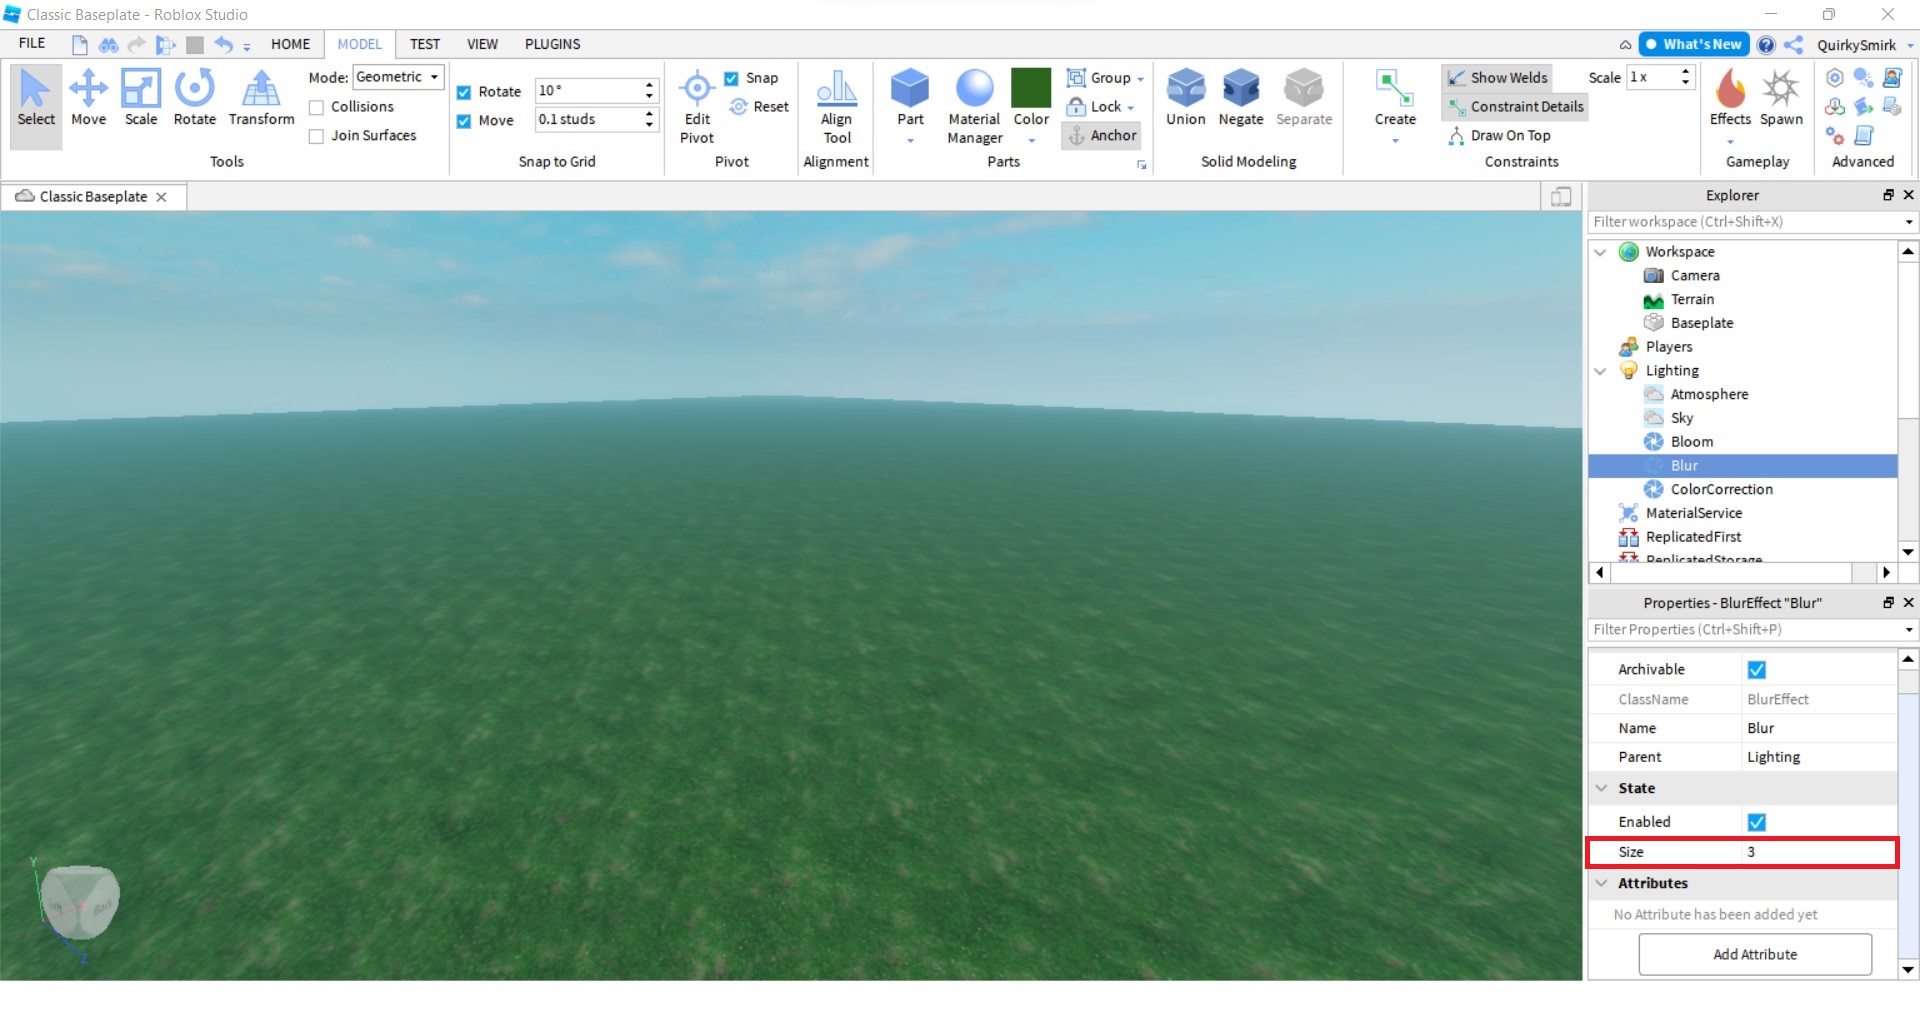 Classic Baseplate - Roblox Studio
FILE HOME MODEL TEST VIEW PLUGINS What's New QuirkySmirk
Select Move Scale Rotate Transform
Mode: Geometric
Collisions
Join Surfaces
Tools
Rotate 10°
Move 0.1 studs
Snap to Grid
Edit Pivot
Snap
Reset
Pivot
Align Tool
Alignment
Part
Material Manager
Color
Group
Lock
Anchor
Parts
Union Negate Separate
Solid Modeling
Create
Show Welds
Scale 1 x
Constraint Details
Draw On Top
Constraints
Effects Spawn
Gameplay
Advanced
Classic Baseplate
Explorer
Filter workspace (Ctrl+Shift+X)
Workspace
Camera
Terrain
Baseplate
Players
Lighting
Atmosphere
Sky
Bloom
Blur
ColorCorrection
MaterialService
ReplicatedFirst
ReplicatedStorage
Properties - BlurEffect "Blur"
Filter Properties (Ctrl+Shift+P)
Archivable
ClassName BlurEffect
Name Blur
Parent Lighting
State
Enabled
Size 3
Attributes
No Attribute has been added yet
Add Attribute
Y
Z